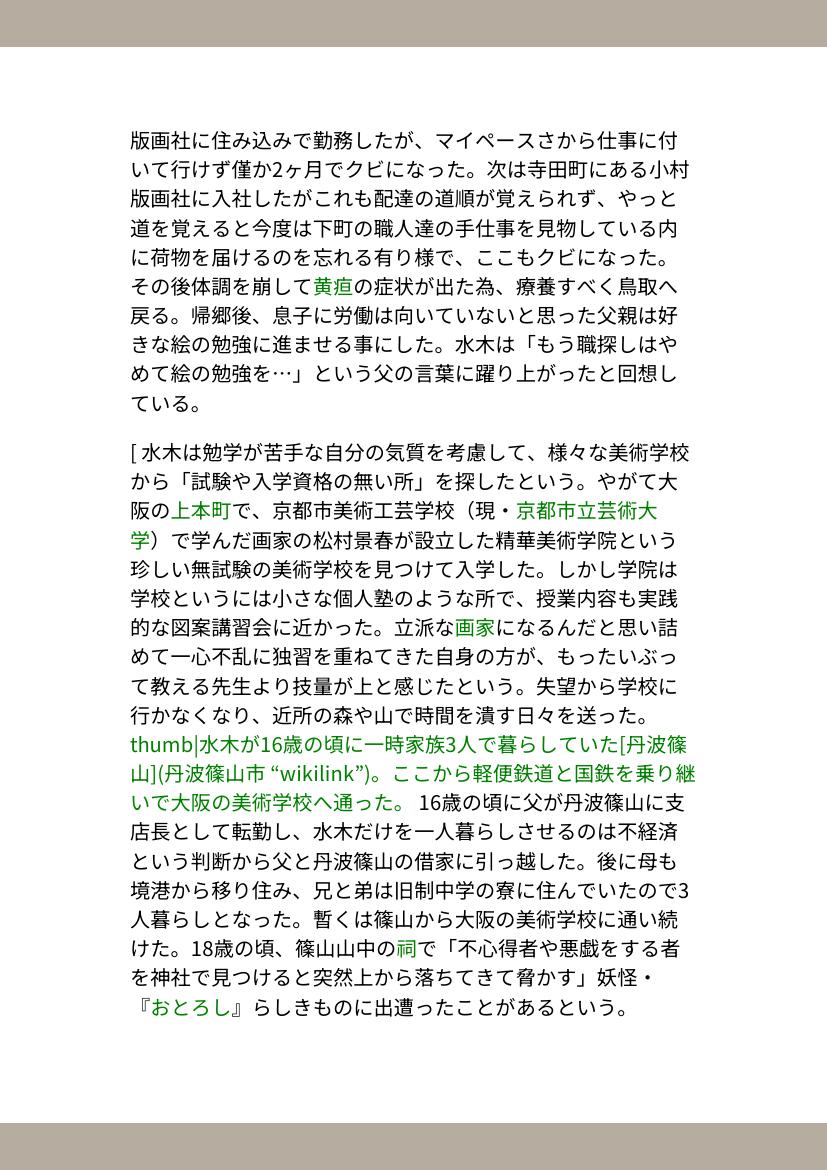 版画社に住み込みで勤務したが、マイペースさから仕事に付
いて行けず僅か2ヶ月でクビになった。次は寺田町にある小村
版画社に入社したがこれも配達の道順が覚えられず、やっと
道を覚えると今度は下町の職人達の手仕事を見物している内
に荷物を届けるのを忘れる有り様で、ここもクビになった。
その後体調を崩して黄疸の症状が出た為、療養すべく鳥取へ
戻る。帰郷後、息子に労働は向いていないと思った父親は好
きな絵の勉強に進ませる事にした。水木は「もう職探しはや
めて絵の勉強を…」という父の言葉に躍り上がったと回想し
ている。
[ 水木は勉学が苦手な自分の気質を考慮して、様々な美術学校
から「試験や入学資格の無い所」を探したという。やがて大
阪の上本町で、京都市美術工芸学校（現・京都市立芸術大
学）で学んだ画家の松村景春が設立した精華美術学院という
珍しい無試験の美術学校を見つけて入学した。しかし学院は
学校というには小さな個人塾のような所で、授業内容も実践
的な図案講習会に近かった。立派な画家になるんだと思い詰
めて一心不乱に独習を重ねてきた自身の方が、もったいぶっ
て教える先生より技量が上と感じたという。失望から学校に
行かなくなり、近所の森や山で時間を潰す日々を送った。
thumb|水木が16歳の頃に一時家族3人で暮らしていた[丹波篠
山](丹波篠山市 “wikilink”)。ここから軽便鉄道と国鉄を乗り継
いで大阪の美術学校へ通った。 16歳の頃に父が丹波篠山に支
店長として転勤し、水木だけを一人暮らしさせるのは不経済
という判断から父と丹波篠山の借家に引っ越した。後に母も
境港から移り住み、兄と弟は旧制中学の寮に住んでいたので3
人暮らしとなった。暫くは篠山から大阪の美術学校に通い続
けた。18歳の頃、篠山山中の祠で「不心得者や悪戯をする者
を神社で見つけると突然上から落ちてきて脅かす」妖怪・
『おとろし』らしきものに出遭ったことがあるという。